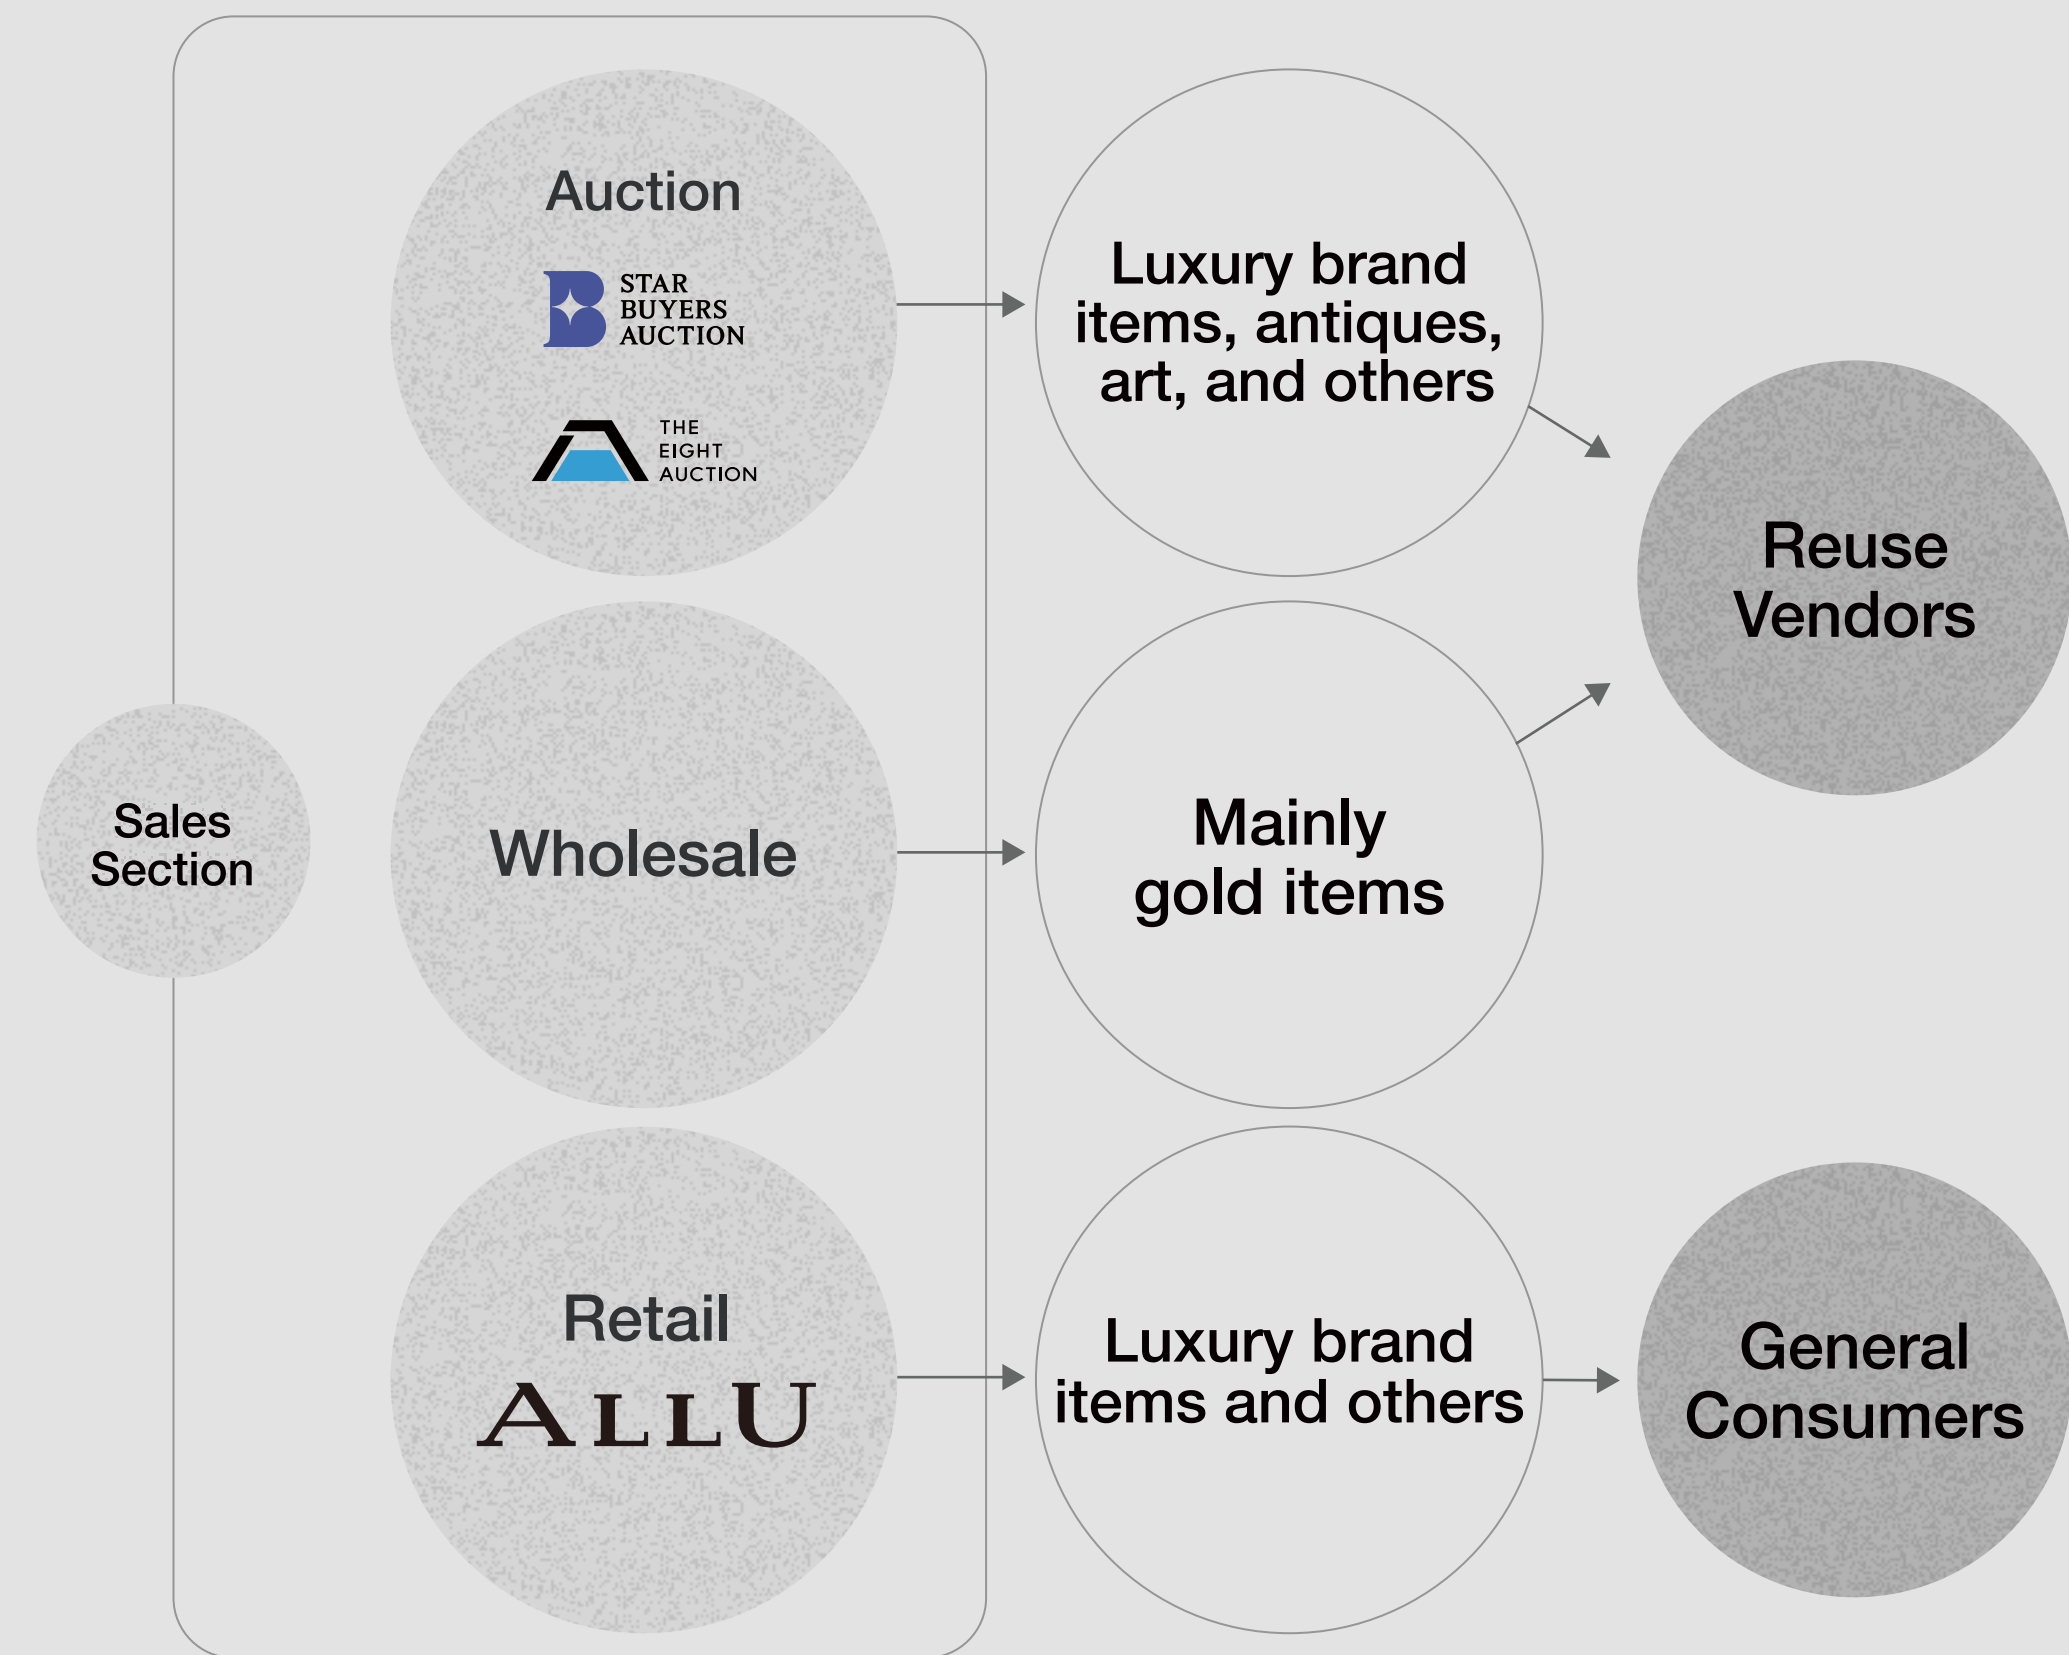 Sales
Section
Auction
STAR
BUYERS
AUCTION
THE
EIGHT
AUCTION
Luxury brand
items, antiques,
art, and others
Reuse
Vendors
Wholesale
Mainly
gold items
Retail
ALLU
Luxury brand
items and others
General
Consumers